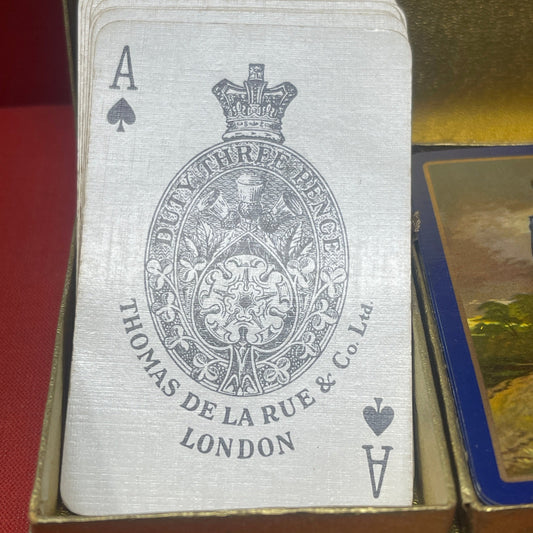 A
DUTY THREE PENCE
THOMAS DE LA RUE & Co. Ltd.
LONDON
A